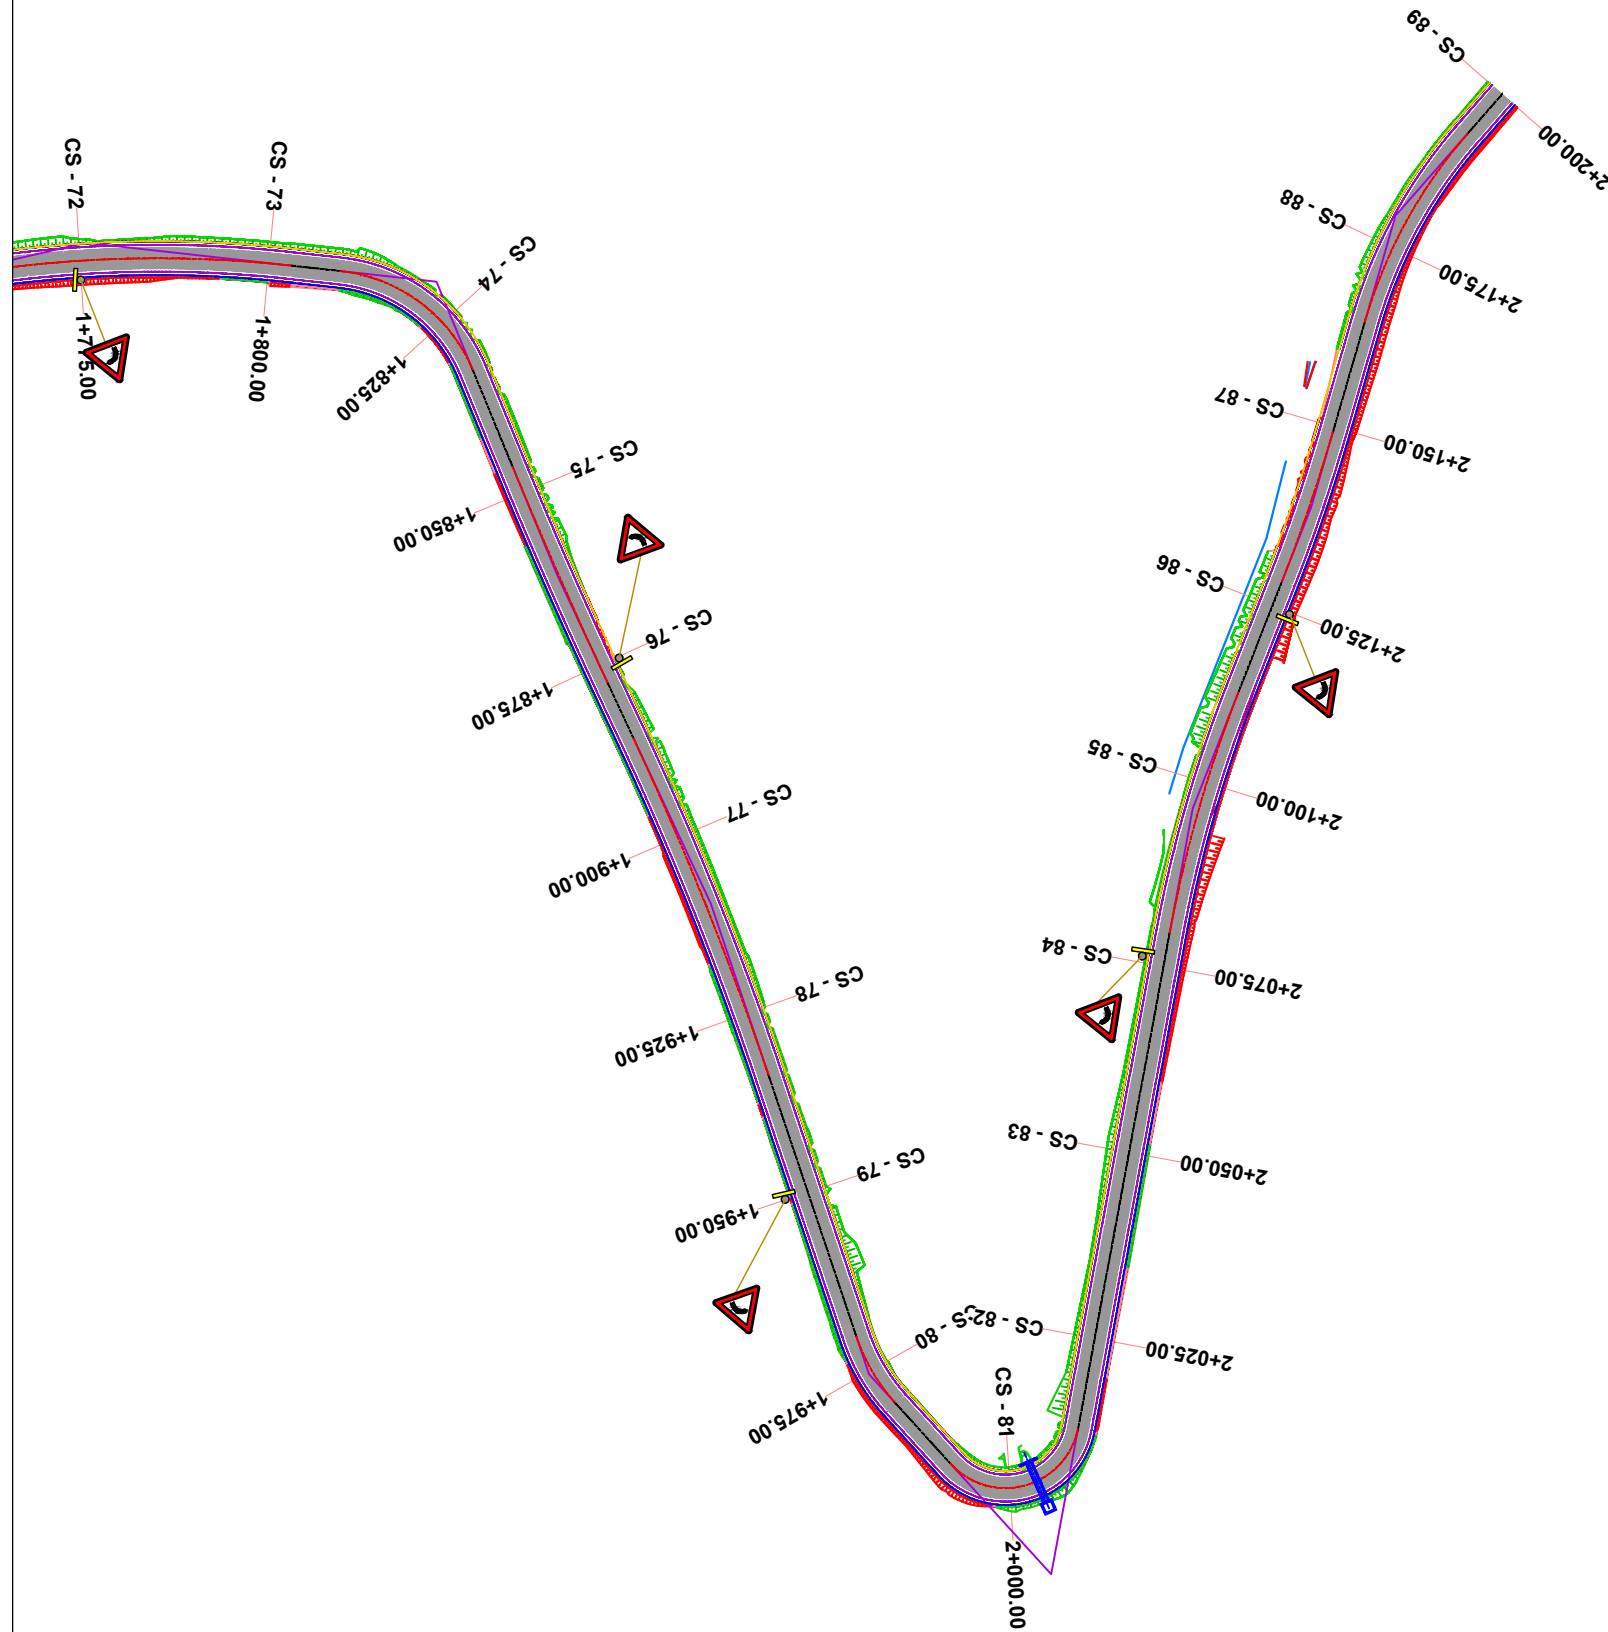 CS - 72
1+775.00
CS - 73
1+800.00
CS - 74
1+825.00
CS - 75
1+850.00
CS - 76
1+875.00
CS - 77
1+900.00
CS - 78
1+925.00
CS - 79
1+950.00
CS - 80
1+975.00
CS - 81
2+000.00
CS - 82
2+025.00
CS - 83
2+050.00
CS - 84
2+075.00
CS - 85
2+100.00
CS - 86
2+125.00
CS - 87
2+150.00
CS - 88
2+175.00
CS - 89
2+200.00